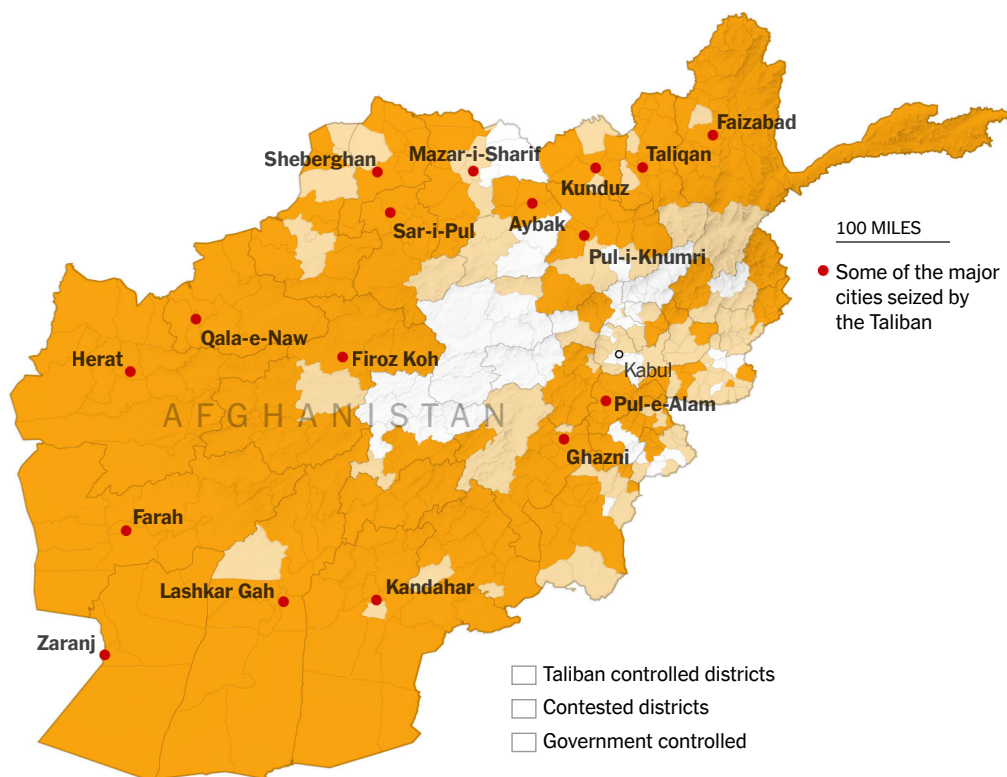 Faizabad
Mazar-i-Sharif
Sheberghan
Taliqan
Kunduz
Aybak
Sar-i-Pul
100 MILES
Pul-i-Khumri
Some of the major
cities seized by
the Taliban
Qala-e-Naw
Herat
Firoz Koh
Kabul
AFGHANISTAN
Pul-e-Alam
Ghazni
Farah
Lashkar Gah
Kandahar
Zaranj
Taliban controlled districts
Contested districts
Government controlled